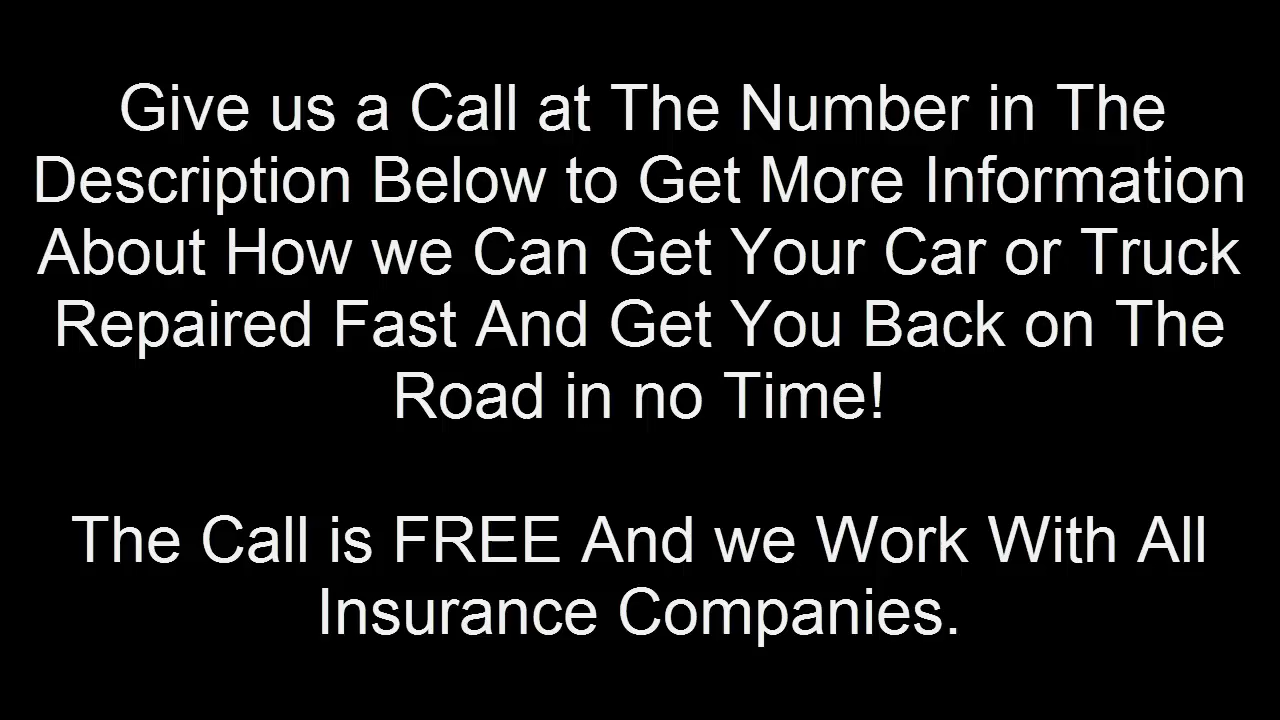 Give us a Call at The Number in The
Description Below to Get More Information
About How we Can Get Your Car or Truck
Repaired Fast And Get You Back on The
Road in no Time!
The Call is FREE And we Work With All
Insurance Companies.